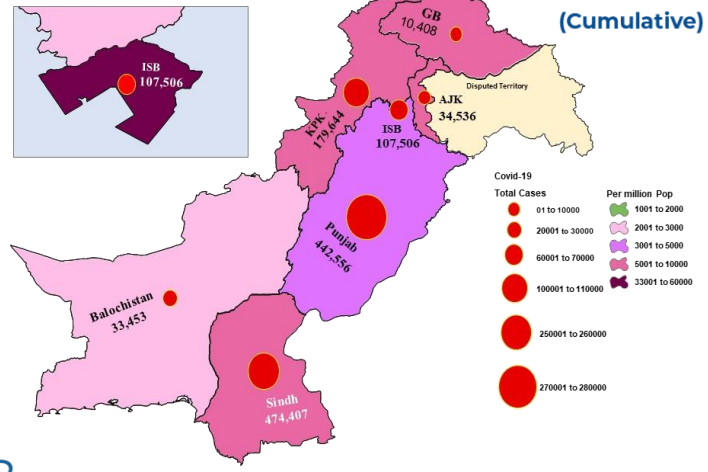 (Cumulative)
GB
10,408
ISB
107,506
Disputed Territory
AJK
34,536
KPK
179,644
ISB
107,506
Covid-19
Total Cases
01 to 10000
20001 to 30000
60001 to 70000
100001 to 110000
250001 to 260000
270001 to 280000
Per million Pop
1001 to 2000
2001 to 3000
3001 to 5000
5001 to 10000
33001 to 60000
Punjab
442,556
Balochistan
33,453
Sindh
474,407